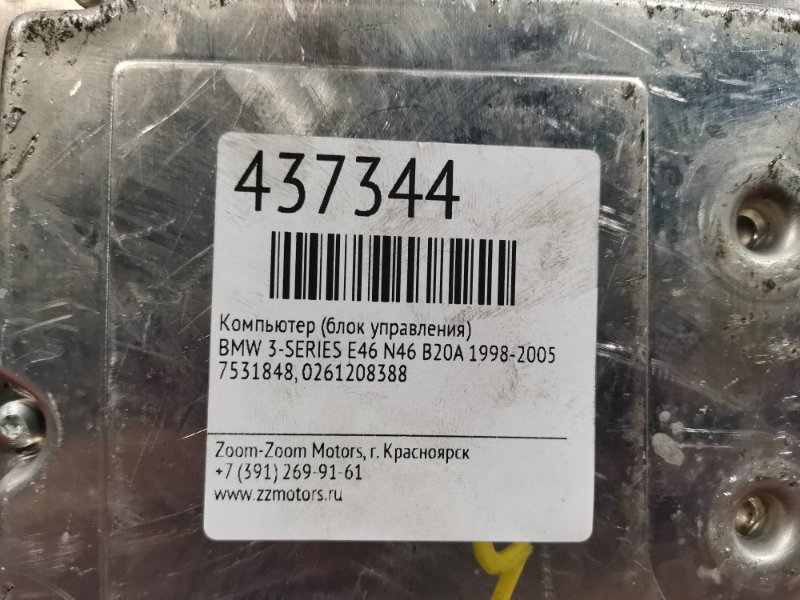 437344
Компьютер (блок управления)
BMW 3-SERIES E46 N46 B20A 1998-2005
7531848, 0261208388
Zoom-Zoom Motors, г. Красноярск
+7 (391) 269-91-61
www.zzmotors.ru